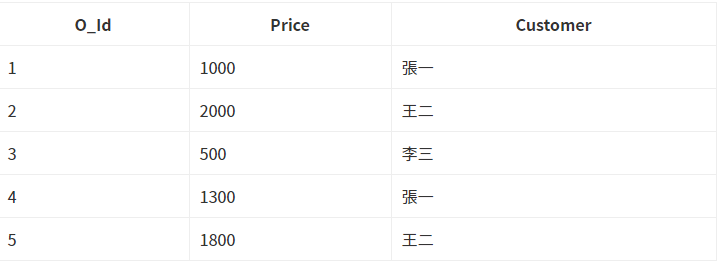 O_Id Price Customer
1 1000 張一
2 2000 王二
3 500 李三
4 1300 張一
5 1800 王二